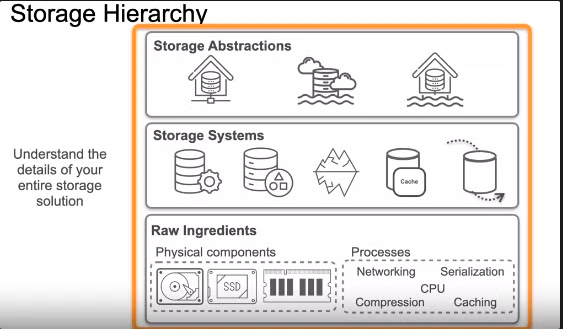 Storage Hierarchy
Storage Abstractions
Understand the
details of your
entire storage
solution
Storage Systems
Cache
Raw Ingredients
Physical components
SSD
Processes
Networking Serialization
CPU
Compression Caching